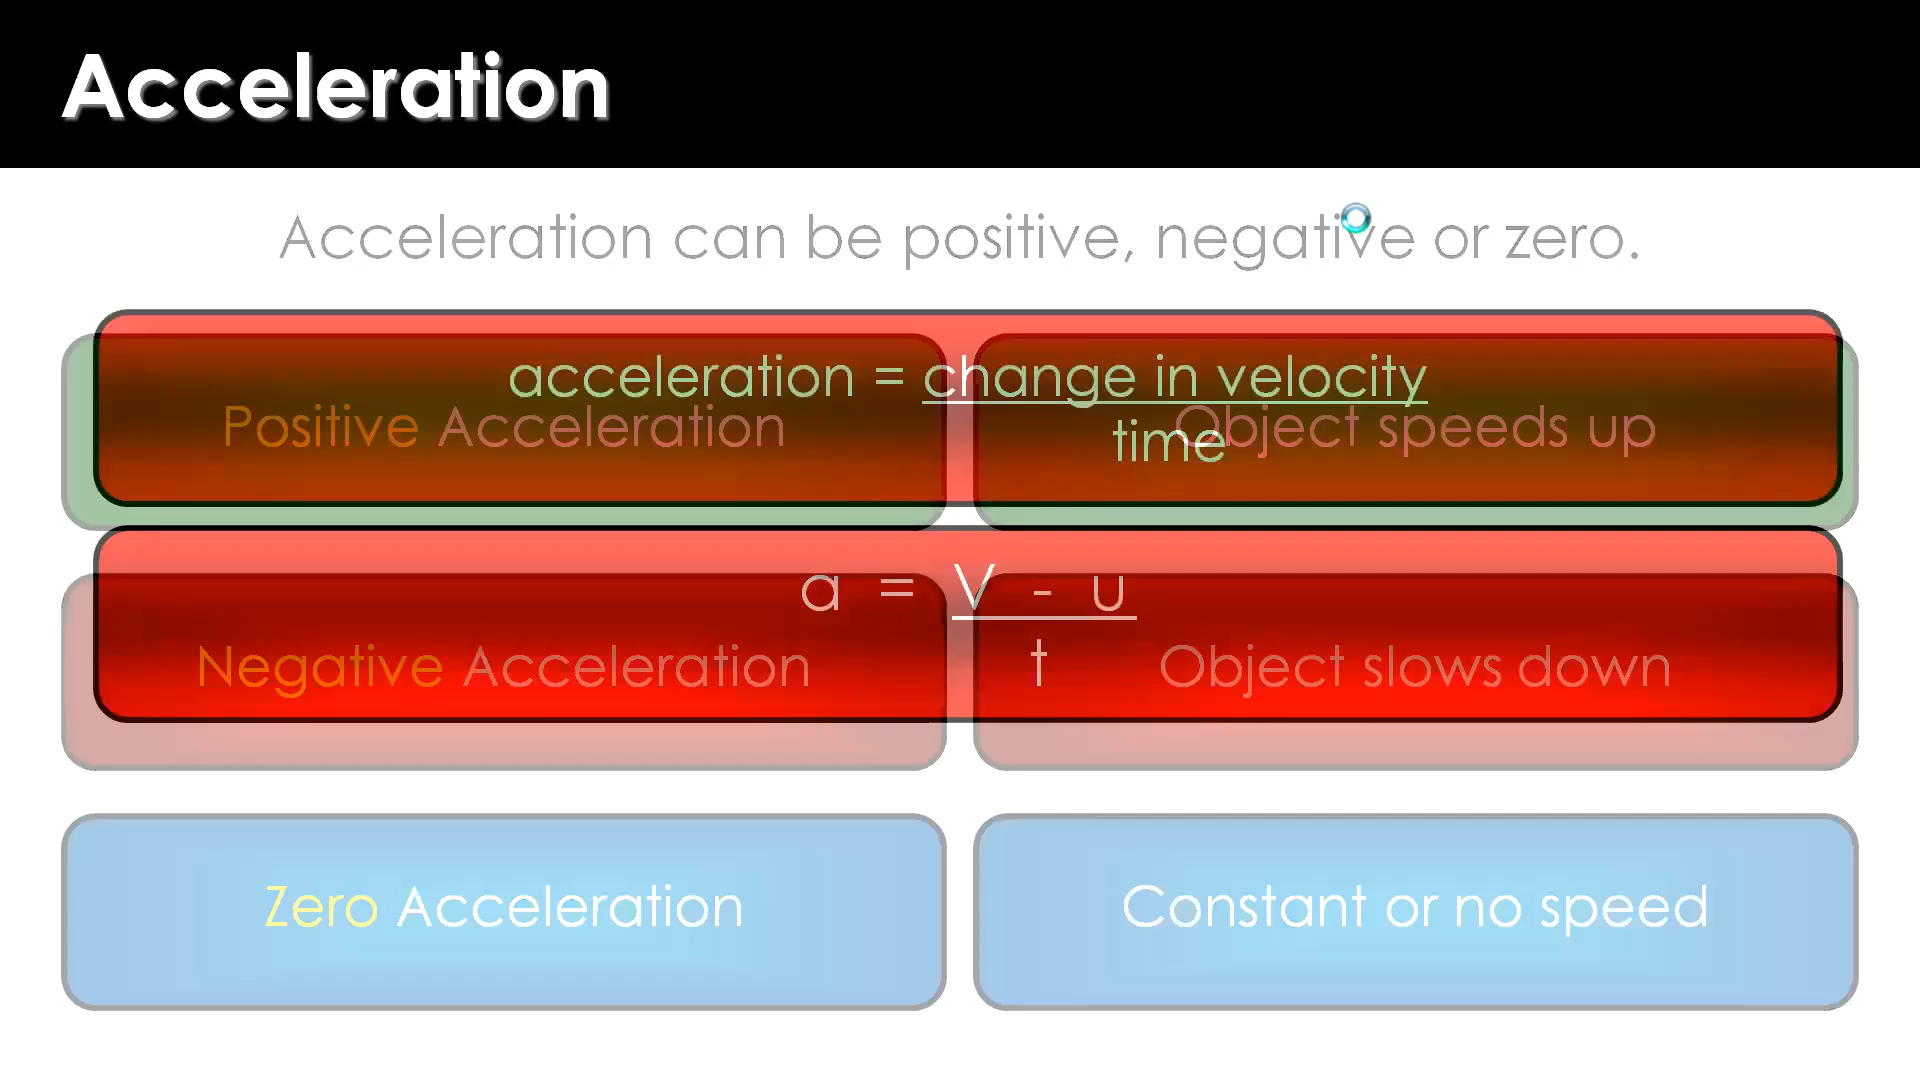 Acceleration
Acceleration can be positive, negative or zero.
acceleration = change in velocity
time
Positive Acceleration
Object speeds up
a = v - u
t
Negative Acceleration
Object slows down
Zero Acceleration
Constant or no speed